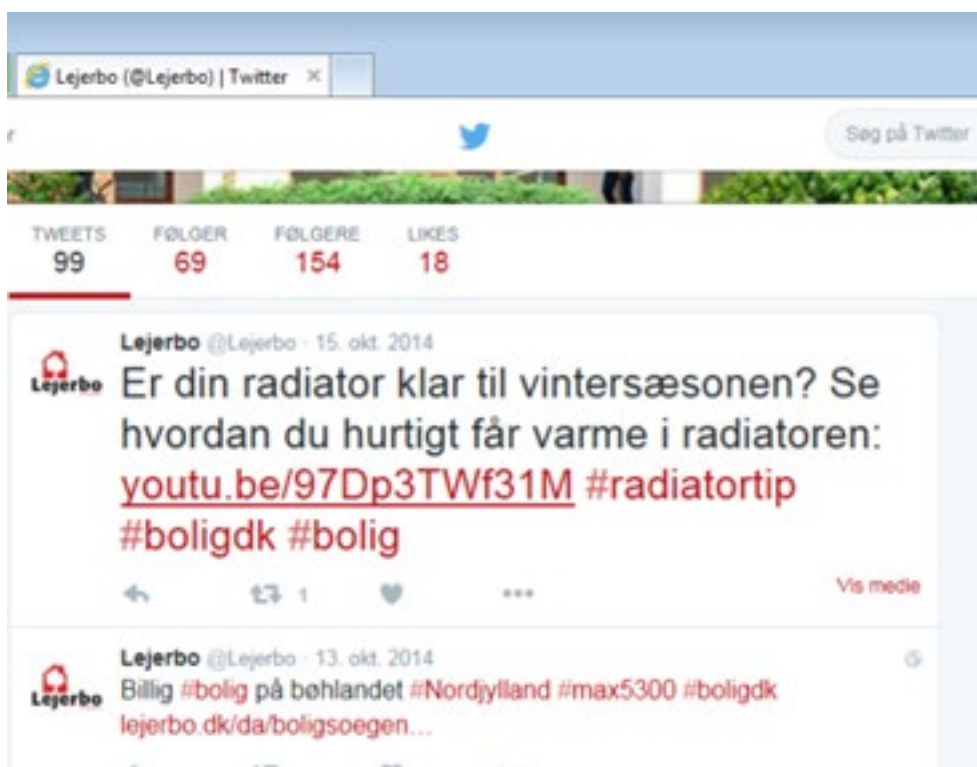 Lejerbo (@Lejerbo) | Twitter
Søg på Twitter
TWEETS FØLGER FØLGERE LIKES
99 69 154 18
Lejerbo @Lejerbo · 15. okt. 2014
Lejerbo
Er din radiator klar til vintersæsonen? Se
hvordan du hurtigt får varme i radiatoren:
youtu.be/97Dp3TWf31M #radiatortip
#boligdk #bolig
1
Vis medie
Lejerbo @Lejerbo · 13. okt. 2014
Lejerbo
Billig #bolig på bøhlandet #Nordjylland #max5300 #boligdk
lejerbo.dk/da/boligsoegen...